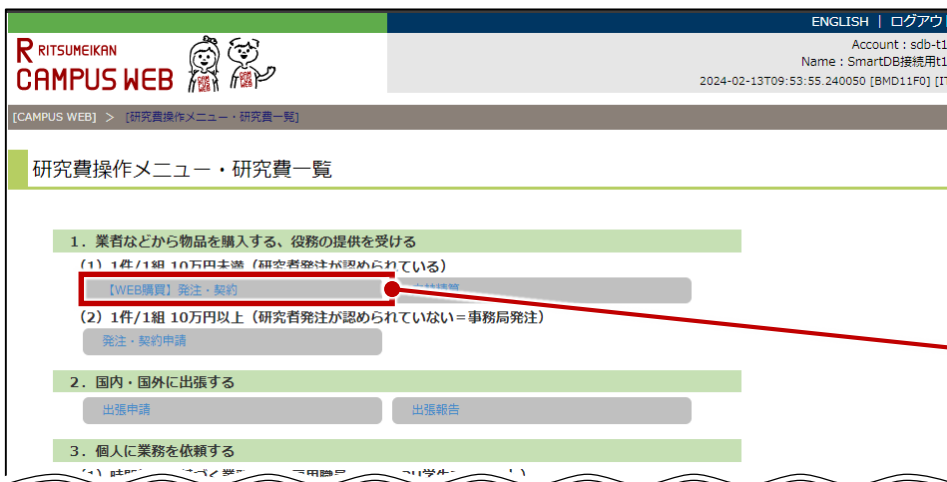 ENGLISH | ログアウ
RITSUMEIKAN
CAMPUS WEB
Account : sdb-t1
Name : SmartDB接続用t1
2024-02-13T09:53:55.240050 [BMD11F0] [IT
[CAMPUS WEB] > [研究費操作メニュー・研究費一覧]
研究費操作メニュー・研究費一覧
1. 業者などから物品を購入する、役務の提供を受ける
(1) 1件/1組 10万円未満（研究者発注が認められている）
【WEB購買】発注・契約
(2) 1件/1組 10万円以上（研究者発注が認められていない＝事務局発注）
発注・契約申請
2. 国内・国外に出張する
出張申請 出張報告
3. 個人に業務を依頼する